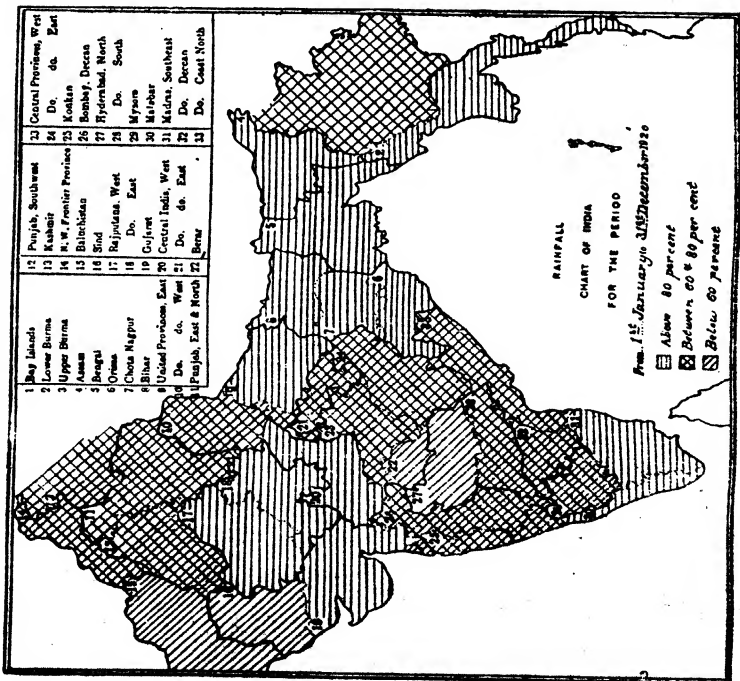 1 Bay Islands
2 Lower Burma
3 Upper Burma
4 Assam
5 Bengal
6 Orissa
7 Chota Nagpur
8 Bihar
9 United Provinces, East
10 Do. do. West
11 Punjab, East & North
12 Punjab, Southwest
13 Kashmir
14 N. W. Frontier Province
15 Baluchistan
16 Sind
17 Rajputana, West
18 Do. East
19 Gujarat
20 Central India, West
21 Do. do. East
22 Berar
23 Central Provinces, West
24 Do. do. East
25 Konkan
26 Bombay, Deccan
27 Hyderabad, North
28 Do. South
29 Mysore
30 Malabar
31 Madras, Southeast
32 Do. Deccan
33 Do. Coast North
RAINFALL
CHART OF INDIA
FOR THE PERIOD
From 1st January to 31st December 1920
Above 80 percent
Between 60 & 80 per cent
Below 60 percent